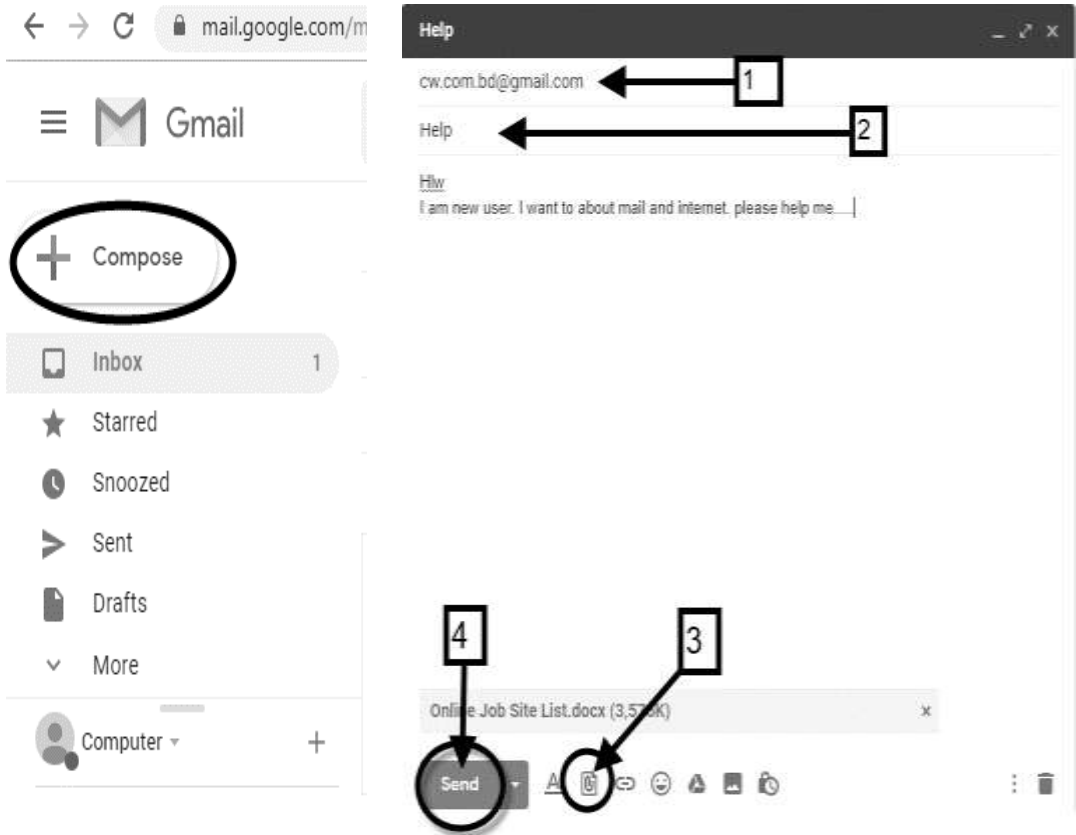 mail.google.com/m
Gmail
Compose
Inbox 1
Starred
Snoozed
Sent
Drafts
More
Computer
Help
cw.com.bd@gmail.com
1
Help
2
Hlw
I am new user. I want to about mail and internet. please help me.....
4
3
Online Job Site List.docx
Send